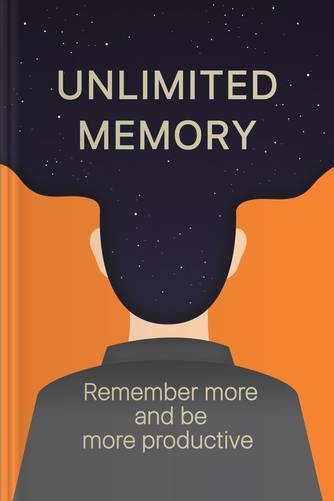 UNLIMITED
MEMORY
Remember more
and be
more productive